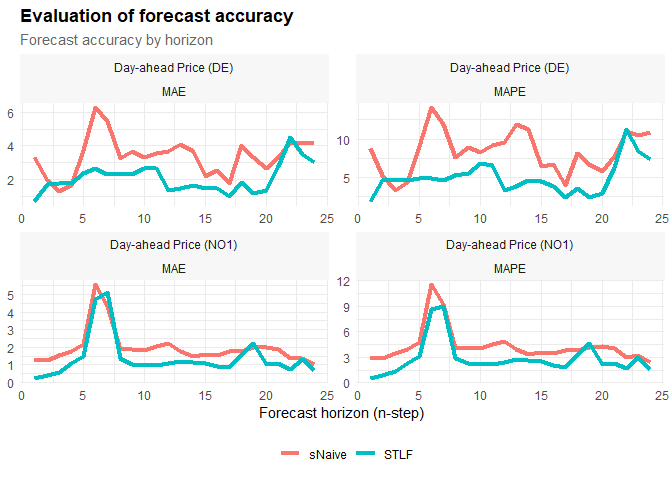 Evaluation of forecast accuracy
Forecast accuracy by horizon
Day-ahead Price (DE)
MAE
6
4
2
0 5 10 15 20 25
Day-ahead Price (DE)
MAPE
10
5
0 5 10 15 20 25
Day-ahead Price (NO1)
MAE
5
4
3
2
1
0
0 5 10 15 20 25
Day-ahead Price (NO1)
MAPE
12
9
6
3
0
0 5 10 15 20 25
Forecast horizon (n-step)
sNaive STLF